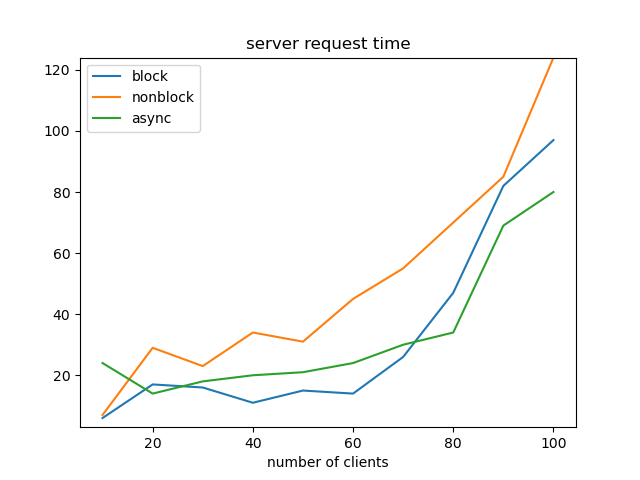 server request time
block
nonblock
async
120
100
80
60
40
20
20 40 60 80 100
number of clients